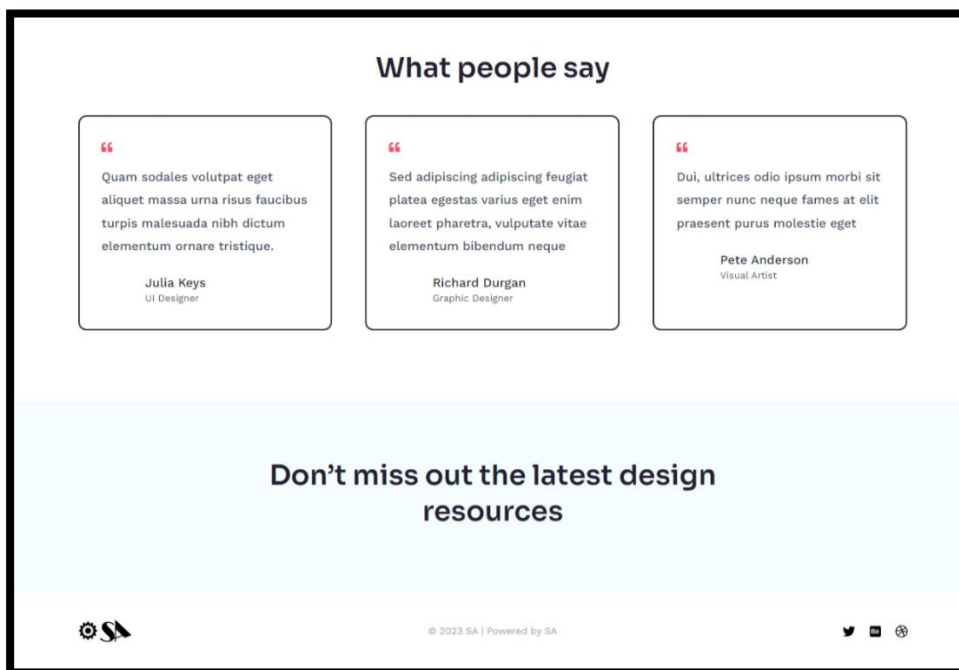 What people say
“
Quam sodales volutpat eget
aliquet massa urna risus faucibus
turpis malesuada nibh dictum
elementum ornare tristique.
Julia Keys
UI Designer
“
Sed adipiscing adipiscing feugiat
platea egestas varius eget enim
laoreet pharetra, vulputate vitae
elementum bibendum neque
Richard Durgan
Graphic Designer
“
Dui, ultrices odio ipsum morbi sit
semper nunc neque fames at elit
praesent purus molestie eget
Pete Anderson
Visual Artist
Don’t miss out the latest design
resources
SA
© 2023 SA | Powered by SA
Bē